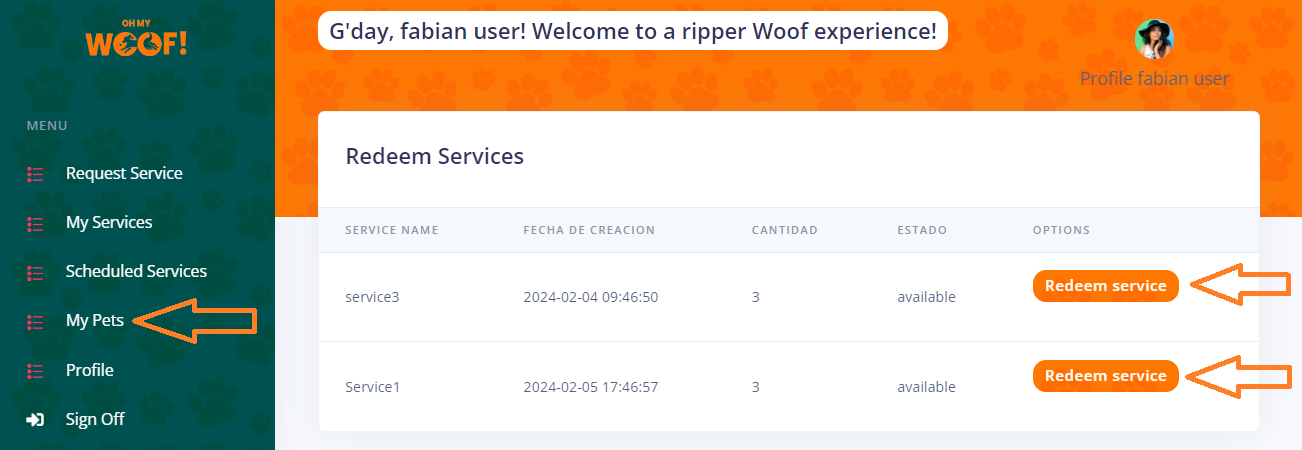 OH MY
WOOF!
G'day, fabian user! Welcome to a ripper Woof experience!
Profile fabian user
MENU
Request Service
My Services
Scheduled Services
My Pets
Profile
Sign Off
Redeem Services
SERVICE NAME FECHA DE CREACION CANTIDAD ESTADO OPTIONS
service3 2024-02-04 09:46:50 3 available Redeem service
Service1 2024-02-05 17:46:57 3 available Redeem service